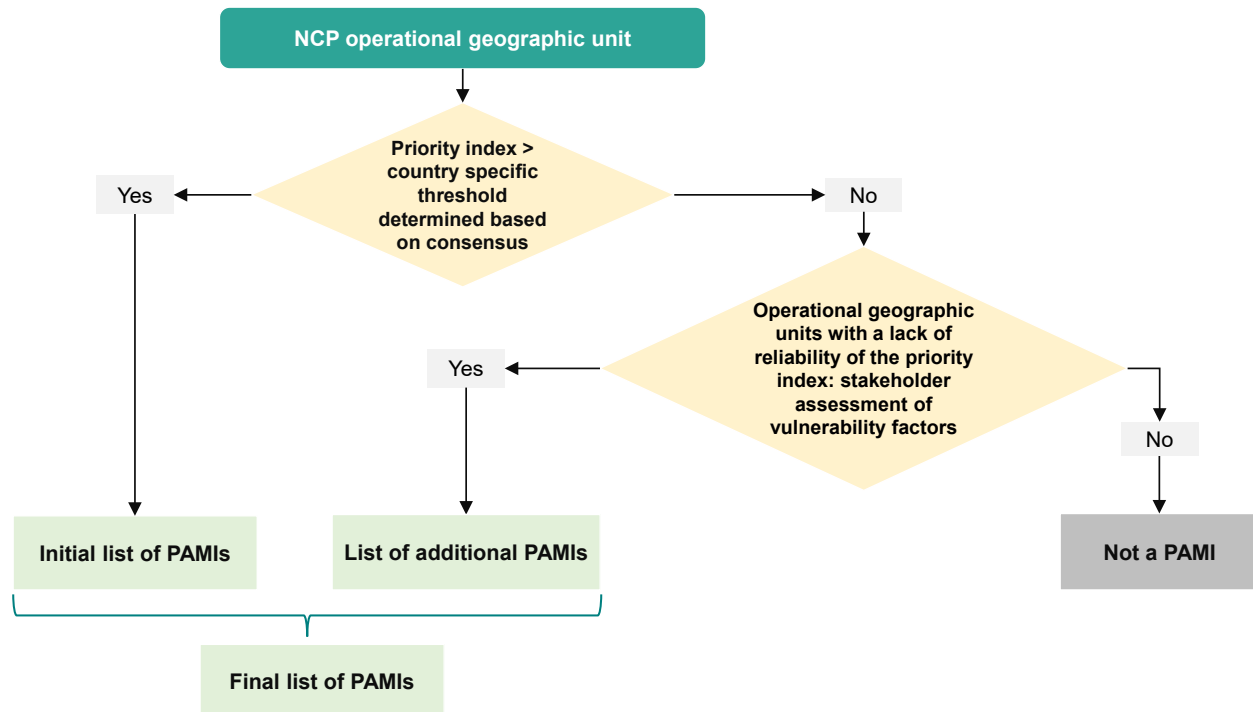 NCP operational geographic unit
Priority index >
country specific
threshold
determined based
on consensus
Yes
No
Operational geographic
units with a lack of
reliability of the priority
index: stakeholder
assessment of
vulnerability factors
Yes
No
Initial list of PAMIs
List of additional PAMIs
Not a PAMI
Final list of PAMIs